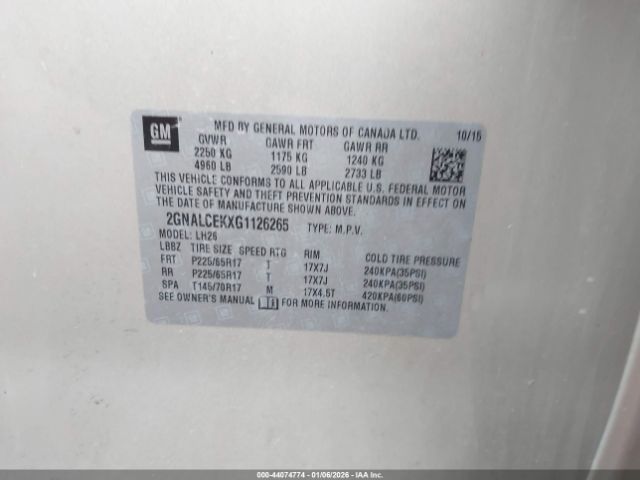 GM
MFD BY GENERAL MOTORS OF CANADA LTD. 10/15
GVWR GAWR FRT GAWR RR
2250 KG 1175 KG 1240 KG
4960 LB 2590 LB 2733 LB
THIS VEHICLE CONFORMS TO ALL APPLICABLE U.S. FEDERAL MOTOR
VEHICLE SAFETY AND THEFT PREVENTION STANDARDS IN EFFECT ON
THE DATE OF MANUFACTURE SHOWN ABOVE.
2GNALCEKXG1126265 TYPE: M.P.V.
MODEL: LH26
LBBZ TIRE SIZE SPEED RTG RIM COLD TIRE PRESSURE
FRT P225/65R17 T 17X7J 240KPA(35PSI)
RR P225/65R17 T 17X7J 240KPA(35PSI)
SPA T145/70R17 M 17X4.5T 420KPA(60PSI)
SEE OWNER'S MANUAL FOR MORE INFORMATION.
000-44074774 | 01/06/2026 - IAA Inc.